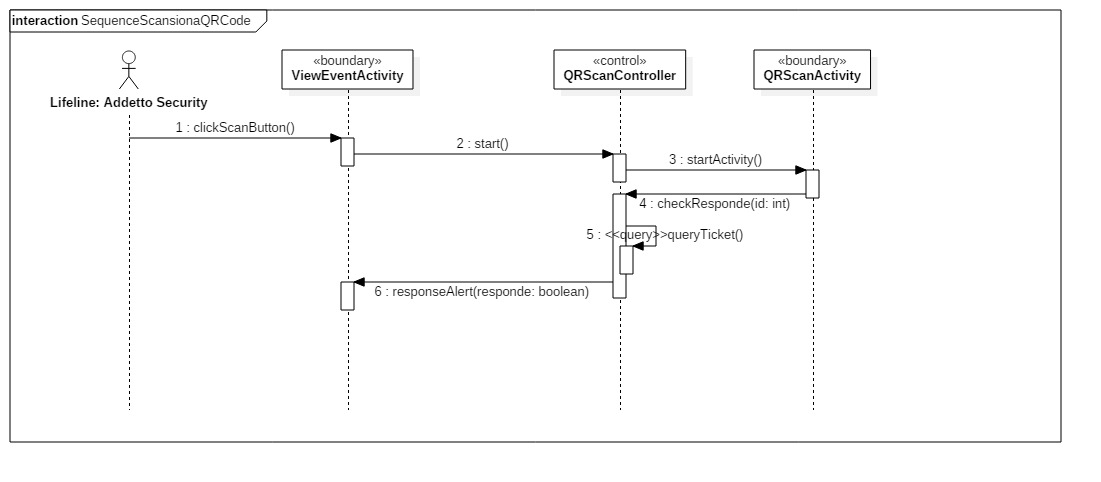 interaction SequenceScansionaQRCode
Lifeline: Addetto Security
«boundary»
ViewEventActivity
«control»
QRScanController
«boundary»
QRScanActivity
1 : clickScanButton()
2 : start()
3 : startActivity()
4 : checkResponde(id: int)
5 : <<query>>queryTicket()
6 : responseAlert(responde: boolean)